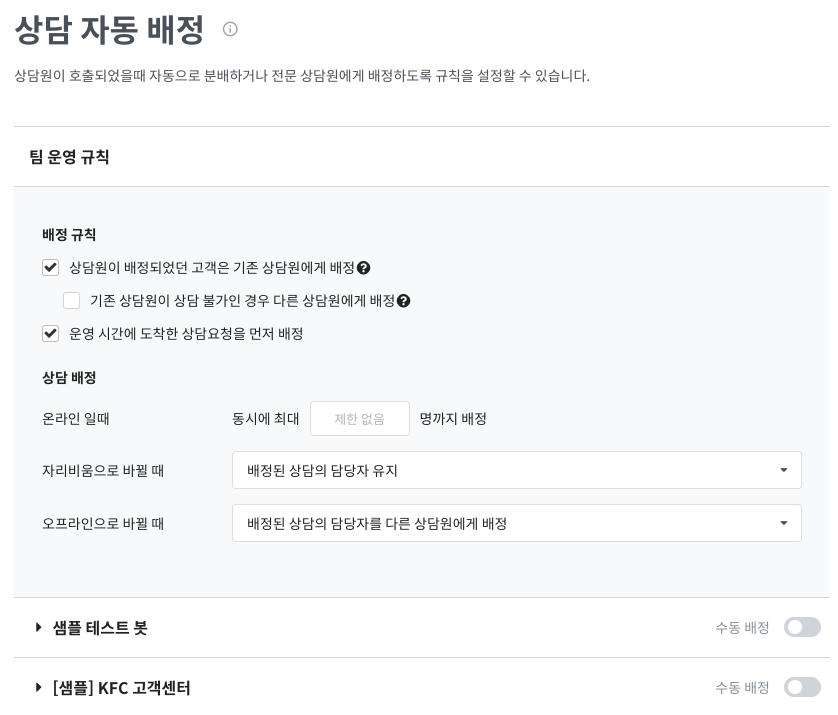 상담 자동 배정
상담원이 호출되었을때 자동으로 분배하거나 전문 상담원에게 배정하도록 규칙을 설정할 수 있습니다.
팀 운영 규칙
배정 규칙
상담원이 배정되었던 고객은 기존 상담원에게 배정
기존 상담원이 상담 불가인 경우 다른 상담원에게 배정
운영 시간에 도착한 상담요청을 먼저 배정
상담 배정
온라인 일때 동시에 최대 제한 없음 명까지 배정
자리비움으로 바뀔 때 배정된 상담의 담당자 유지
오프라인으로 바뀔 때 배정된 상담의 담당자를 다른 상담원에게 배정
샘플 테스트 봇 수동 배정
[샘플] KFC 고객센터 수동 배정